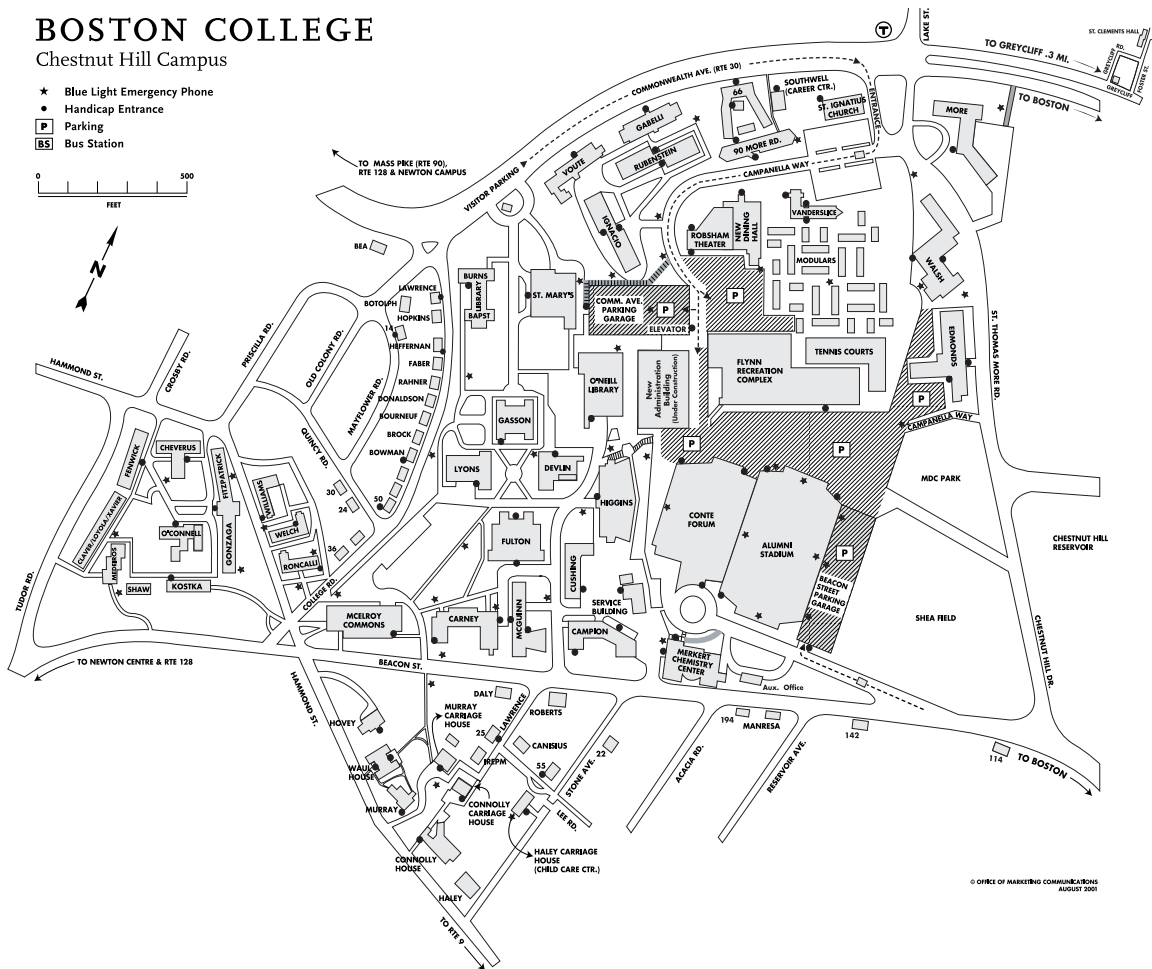 BOSTON COLLEGE
Chestnut Hill Campus
★ Blue Light Emergency Phone
● Handicap Entrance
P Parking
BS Bus Station
0 500
FEET
N
T
LAKE ST.
ST. CLEMENTS HALL
TO GREYCLIFF .3 MI.
GREYCLIFF RD.
FOSTER ST.
GREYCLIFF
TO BOSTON
COMMONWEALTH AVE. (RTE 30)
66
SOUTHWELL
(CAREER CTR.)
ST. IGNATIUS
CHURCH
ENTRANCE
MORE
GABELLI
90 MORE RD.
RUBENSTEIN
VOUTE
CAMPANELLA WAY
TO MASS PIKE (RTE 90),
RTE 128 & NEWTON CAMPUS
VISITOR PARKING
IGNACIO
ROBSHAM
THEATER
NEW
DINING
HALL
VANDERSLICE
MODULARS
WALSH
BEA
BURNS
LIBRARY
BAPST
ST. MARY'S
COMM. AVE.
PARKING
GARAGE
P
P
ELEVATOR
LAWRENCE
BOTOLPH
HOPKINS
14
HEFFERNAN
FABER
RAHNER
DONALDSON
BOURNEUF
BROCK
BOWMAN
50
PRISCILLA RD.
OLD COLONY RD.
MAYFLOWER RD.
CROSBY RD.
HAMMOND ST.
QUINCY RD.
O'NEILL
LIBRARY
New
Administration
Building
(Under Construction)
FLYNN
RECREATION
COMPLEX
TENNIS COURTS
EDMONDS
ST. THOMAS MORE RD.
P
CAMPANELLA WAY
GASSON
LYONS
DEVLIN
P
P
MDC PARK
FENWICK
CHEVERUS
FITZPATRICK
WILLIAMS
30
24
36
HIGGINS
CONTE
FORUM
ALUMNI
STADIUM
P
CHESTNUT HILL
RESERVOIR
CLAVER/LOYOLA/XAVIER
O'CONNELL
GONZAGA
WELCH
RONCALLI
FULTON
CUSHING
MEDEIROS
SHAW
KOSTKA
COLLEGE RD.
TUDOR RD.
BEACON
STREET
PARKING
GARAGE
SERVICE
BUILDING
MCELROY
COMMONS
CARNEY
MCGUINN
CAMPION
SHEA FIELD
CHESTNUT HILL DR.
MERKERT
CHEMISTRY
CENTER
Aux. Office
TO NEWTON CENTRE & RTE 128
BEACON ST.
HAMMOND ST.
DALY
MURRAY
CARRIAGE
HOUSE
LAWRENCE
25
ROBERTS
HOVEY
CANISIUS
22
194
MANRESA
142
114
TO BOSTON
IREPM
55
STONE AVE.
ACACIA RD.
RESERVOIR AVE.
WAUL
HOUSE
MURRAY
CONNOLLY
CARRIAGE
HOUSE
LEE RD.
CONNOLLY
HOUSE
HALEY CARRIAGE
HOUSE
(CHILD CARE CTR.)
HALEY
TO RTE 9
© OFFICE OF MARKETING COMMUNICATIONS
AUGUST 2001